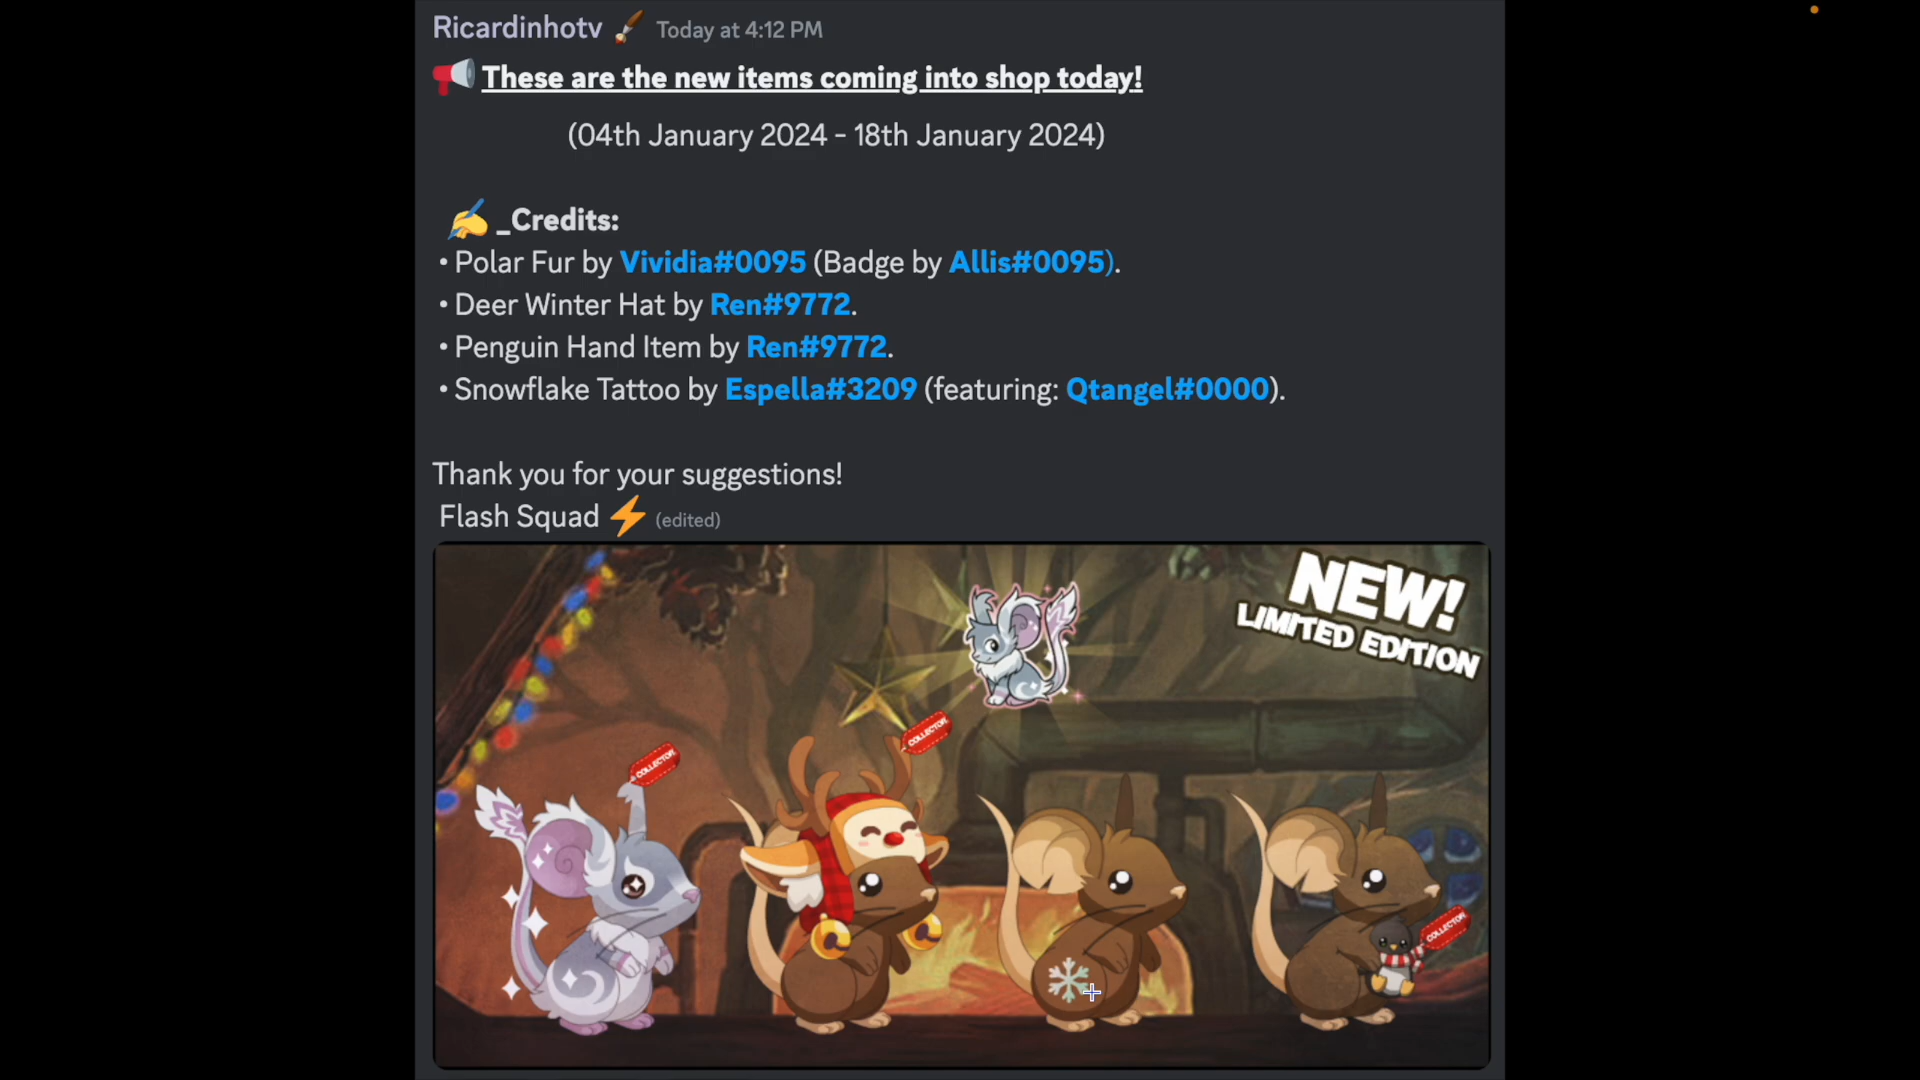 Ricardinhotv Today at 4:12 PM
These are the new items coming into shop today!
(04th January 2024 - 18th January 2024)
_Credits:
• Polar Fur by Vividia#0095 (Badge by Allis#0095).
• Deer Winter Hat by Ren#9772.
• Penguin Hand Item by Ren#9772.
• Snowflake Tattoo by Espella#3209 (featuring: Qtangel#0000).
Thank you for your suggestions!
Flash Squad (edited)
NEW!
LIMITED EDITION
COLLECTOR
COLLECTOR
COLLECTOR